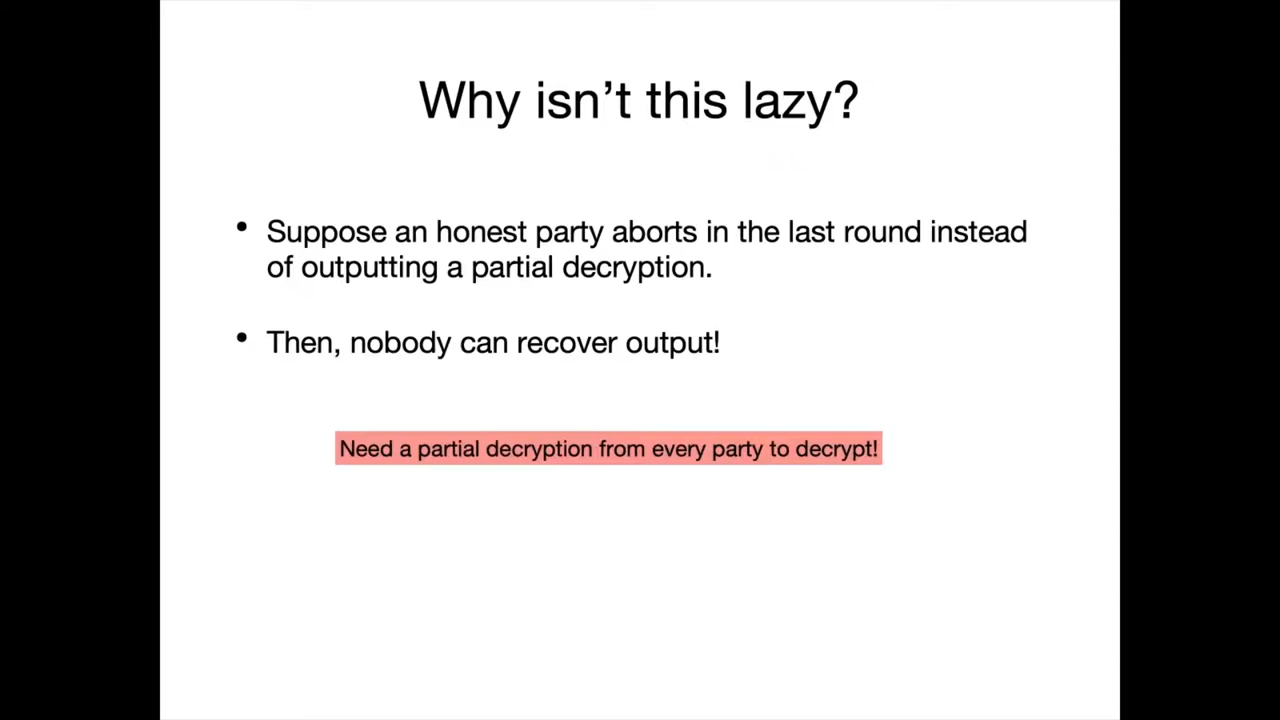 Why isn’t this lazy?
• Suppose an honest party aborts in the last round instead
of outputting a partial decryption.
• Then, nobody can recover output!
Need a partial decryption from every party to decrypt!